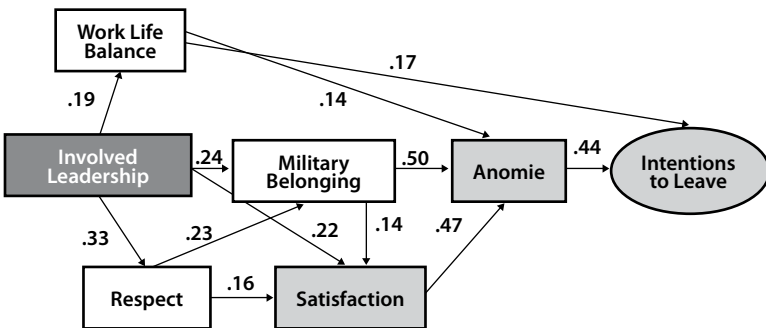 Work Life
Balance
.17
.19
.14
Involved
Leadership
.24
Military
Belonging
.50
Anomie
.44
Intentions
to Leave
.33
.23
.22
.14
.47
Respect
.16
Satisfaction